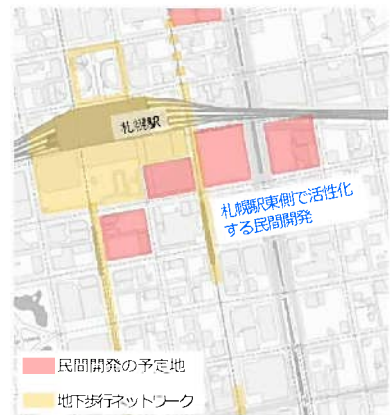 札幌駅
札幌駅東側で活性化
する民間開発
民間開発の予定地
地下歩行ネットワーク